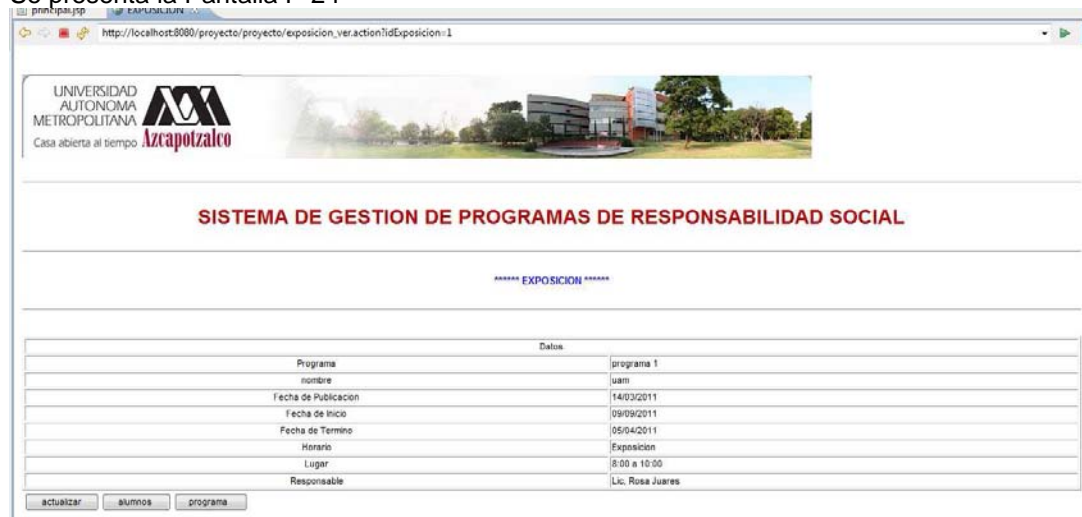 Se presenta la Pantalla P-24
principal.jsp EXPOSICION
http://localhost:8080/proyecto/proyecto/exposicion_ver.action?idExposicion=1
UNIVERSIDAD
AUTONOMA
METROPOLITANA
Casa abierta al tiempo Azcapotzalco
SISTEMA DE GESTION DE PROGRAMAS DE RESPONSABILIDAD SOCIAL
****** EXPOSICION ******
Datos.
Programa programa 1
nombre uam
Fecha de Publicacion 14/03/2011
Fecha de Inicio 09/09/2011
Fecha de Termino 05/04/2011
Horario Exposicion
Lugar 8:00 a 10:00
Responsable Lic. Rosa Juares
actualizar alumnos programa